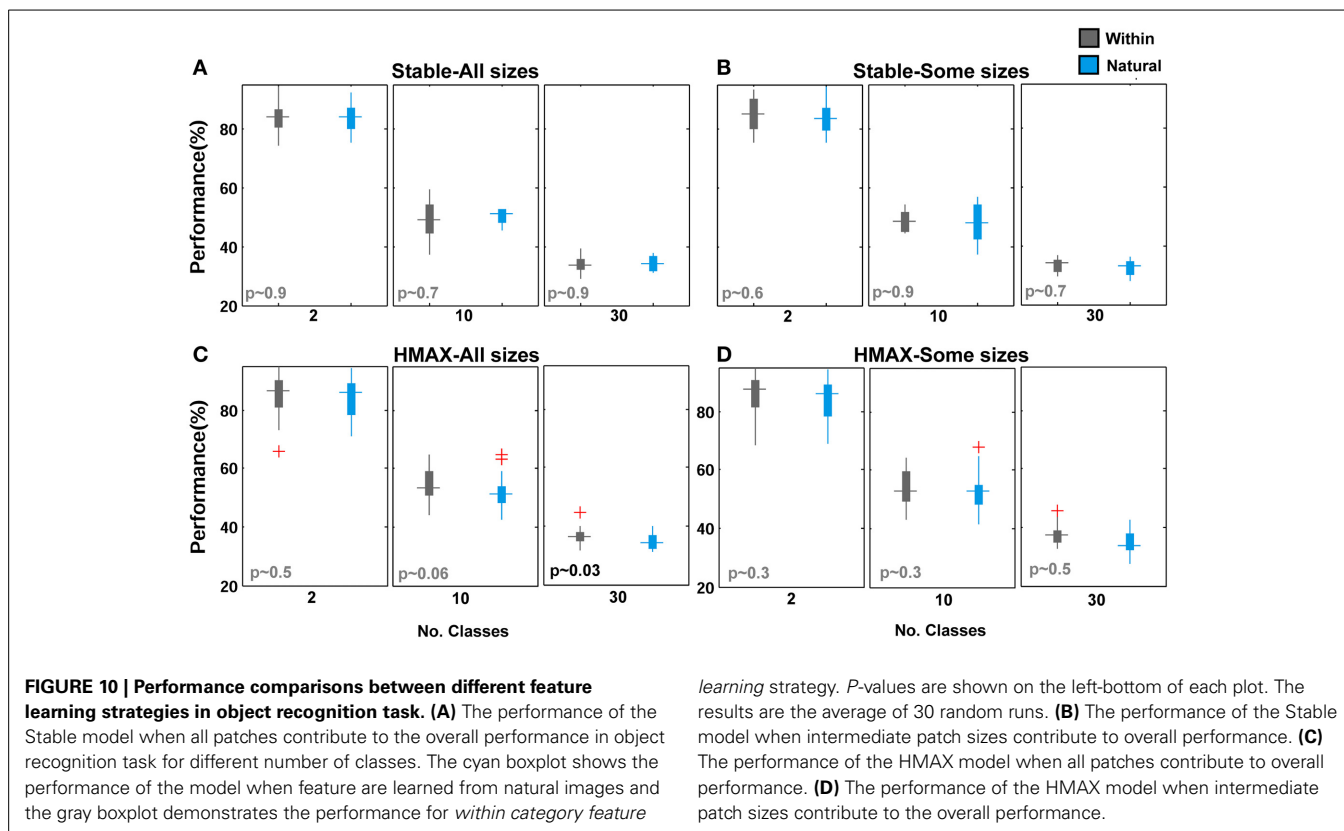 Within
Natural
A
Stable-All sizes
B
Stable-Some sizes
Performance(%)
80
60
40
20
p~0.9
p~0.7
p~0.9
2
10
30
80
60
40
20
p~0.6
p~0.9
p~0.7
2
10
30
C
HMAX-All sizes
D
HMAX-Some sizes
Performance(%)
80
60
40
20
p~0.5
p~0.06
p~0.03
2
10
30
No. Classes
80
60
40
20
p~0.3
p~0.3
p~0.5
2
10
30
No. Classes
FIGURE 10 | Performance comparisons between different feature
learning strategies in object recognition task. (A) The performance of the
Stable model when all patches contribute to the overall performance in object
recognition task for different number of classes. The cyan boxplot shows the
performance of the model when feature are learned from natural images and
the gray boxplot demonstrates the performance for within category feature
learning strategy. P-values are shown on the left-bottom of each plot. The
results are the average of 30 random runs. (B) The performance of the Stable
model when intermediate patch sizes contribute to overall performance. (C)
The performance of the HMAX model when all patches contribute to overall
performance. (D) The performance of the HMAX model when intermediate
patch sizes contribute to the overall performance.